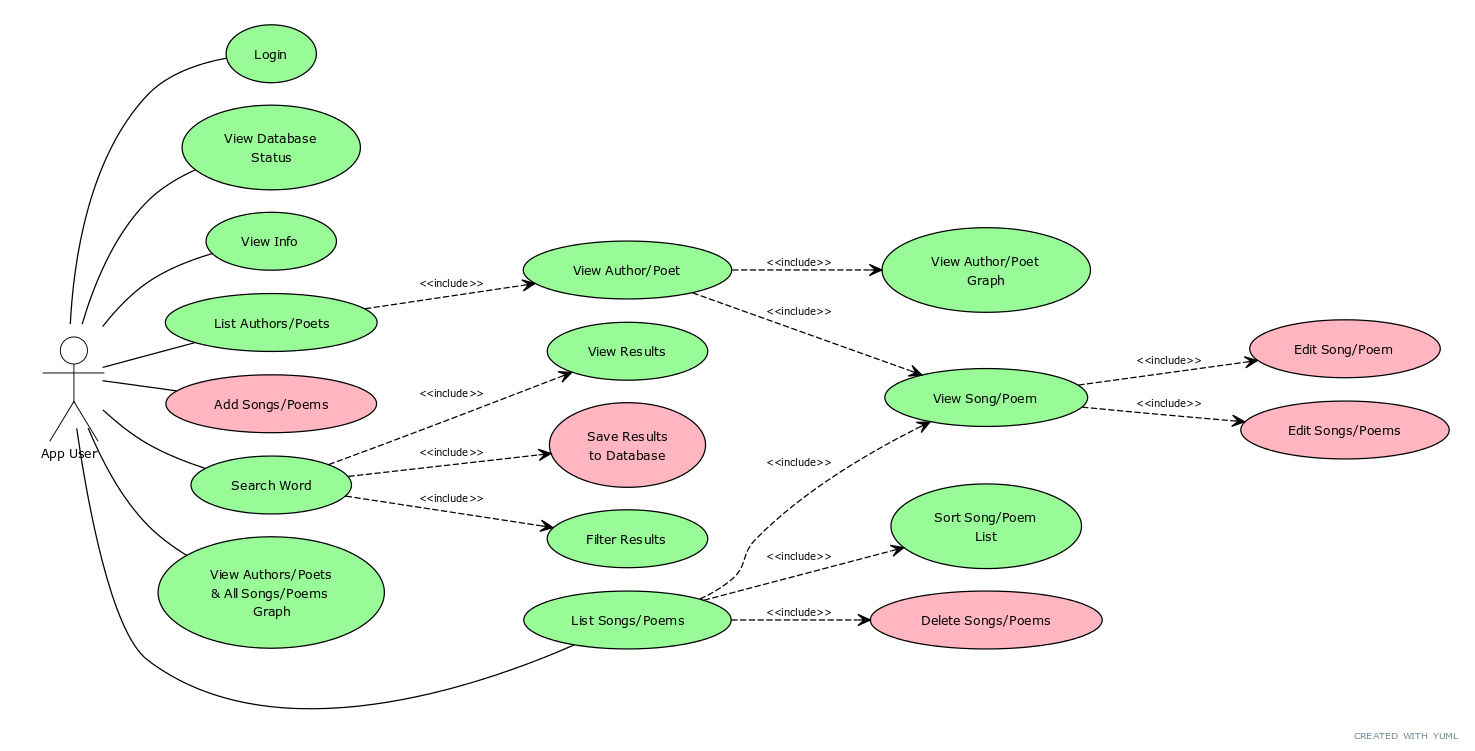 Login
View Database
Status
View Info
List Authors/Poets
Add Songs/Poems
App User
Search Word
View Authors/Poets
& All Songs/Poems
Graph
<<include>>
<<include>>
<<include>>
<<include>>
View Author/Poet
View Results
Save Results
to Database
Filter Results
List Songs/Poems
<<include>>
<<include>>
<<include>>
<<include>>
<<include>>
View Author/Poet
Graph
View Song/Poem
Sort Song/Poem
List
Delete Songs/Poems
<<include>>
<<include>>
Edit Song/Poem
Edit Songs/Poems
CREATED WITH YUML